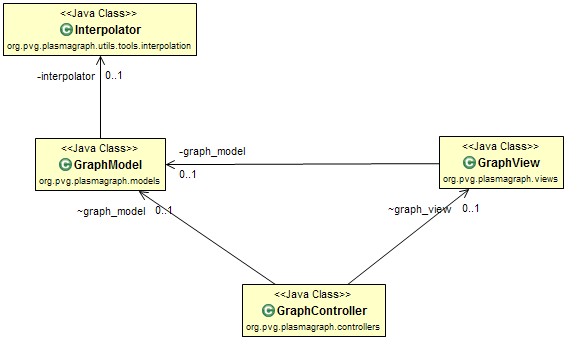 <<Java Class>>
Interpolator
org.pvg.plasmagraph.utils.tools.interpolation
-interpolator 0..1
<<Java Class>>
GraphModel
org.pvg.plasmagraph.models
-graph_model
0..1
<<Java Class>>
GraphView
org.pvg.plasmagraph.views
~graph_model 0..1
~graph_view 0..1
<<Java Class>>
GraphController
org.pvg.plasmagraph.controllers